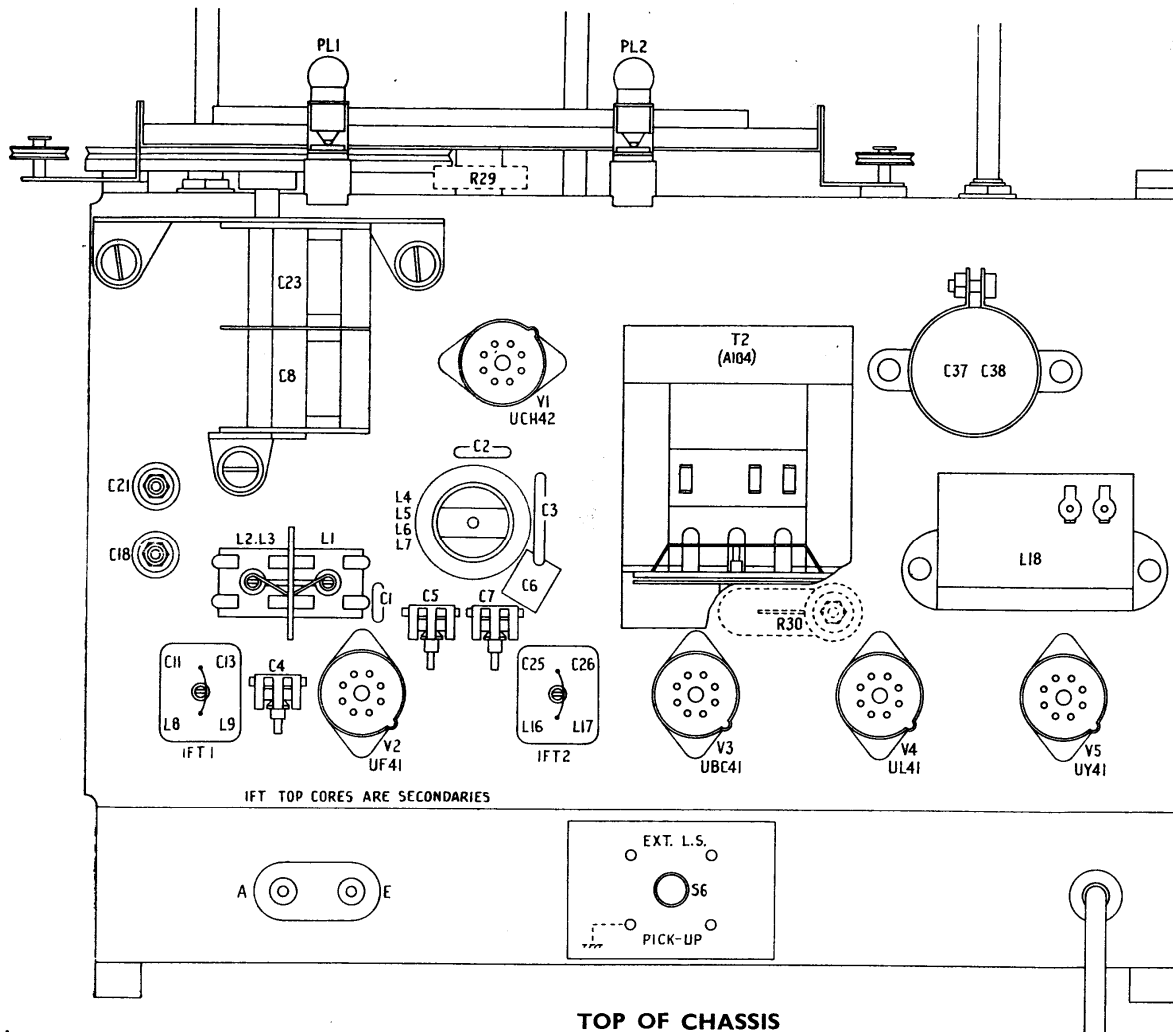 PL1
PL2
R29
C23
C8
T2
(A104)
C37 C38
V1
UCH42
C2
C21
L4
L5
L6
L7
C3
C18
L2.L3
L1
L18
C6
C1
C5
C7
R30
C11
C13
C4
C25
C26
L8
L9
L16
L17
IFT1
V2
UF41
IFT2
V3
UBC41
V4
UL41
V5
UY41
IFT TOP CORES ARE SECONDARIES
EXT. L.S.
A
E
S6
PICK-UP
TOP OF CHASSIS